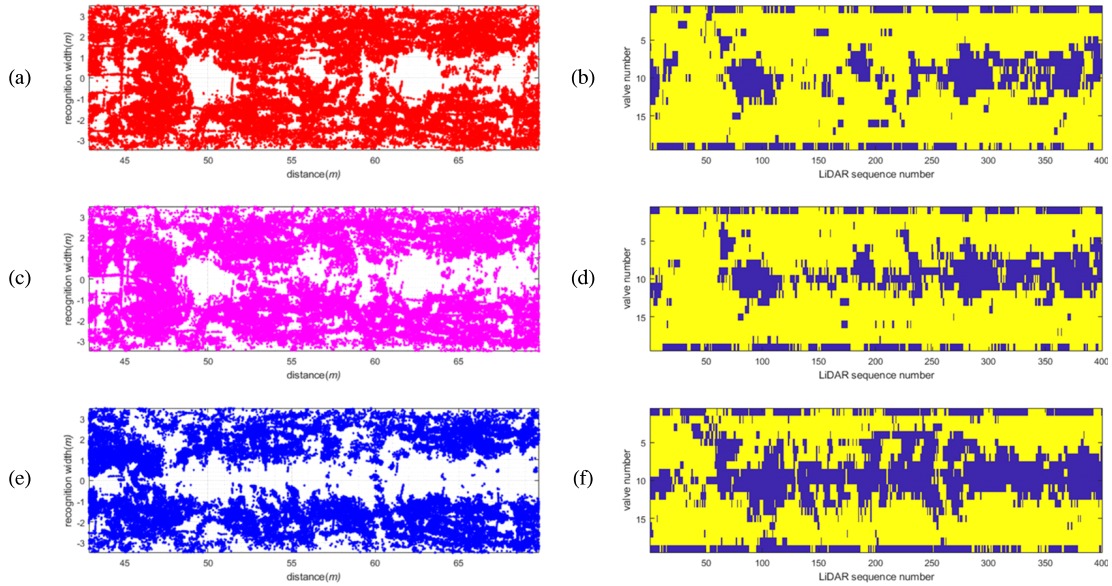 (a)
recognition width(m)
3
2
1
0
-1
-2
-3
45 50 55 60 65
distance(m)
(b)
valve number
5
10
15
50 100 150 200 250 300 350 400
LiDAR sequence number
(c)
recognition width(m)
3
2
1
0
-1
-2
-3
45 50 55 60 65
distance(m)
(d)
valve number
5
10
15
50 100 150 200 250 300 350 400
LiDAR sequence number
(e)
recognition width(m)
3
2
1
0
-1
-2
-3
45 50 55 60 65
distance(m)
(f)
valve number
5
10
15
50 100 150 200 250 300 350 400
LiDAR sequence number